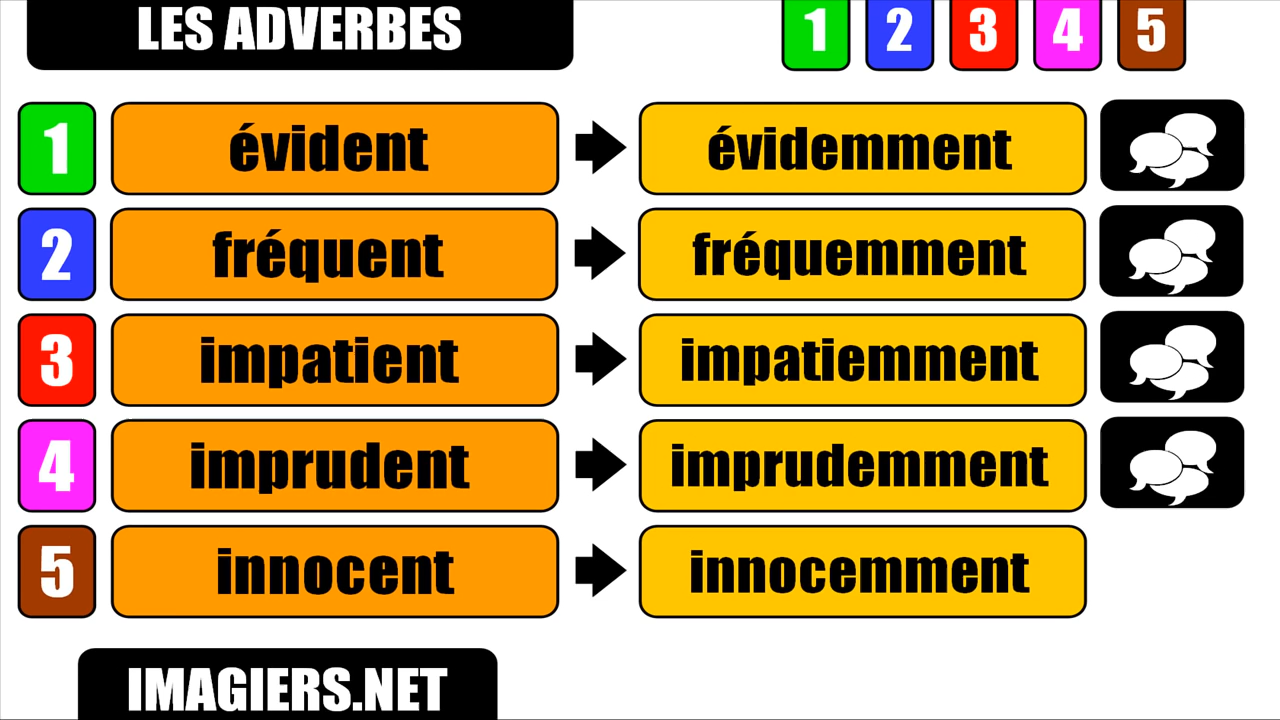 LES ADVERBES 1 2 3 4 5
1 évident évidemment
2 fréquent fréquemment
3 impatient impatiemment
4 imprudent imprudemment
5 innocent innocemment
IMAGIERS.NET